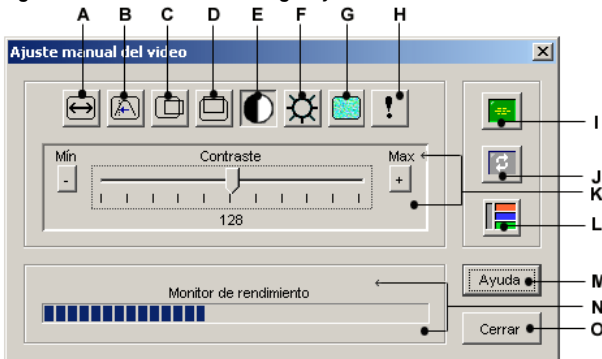 A B C D E F G H
Ajuste manual del video
I
Mín Contraste Max
- +
J
K
128
L
Ayuda M
Monitor de rendimiento
N
Cerrar O